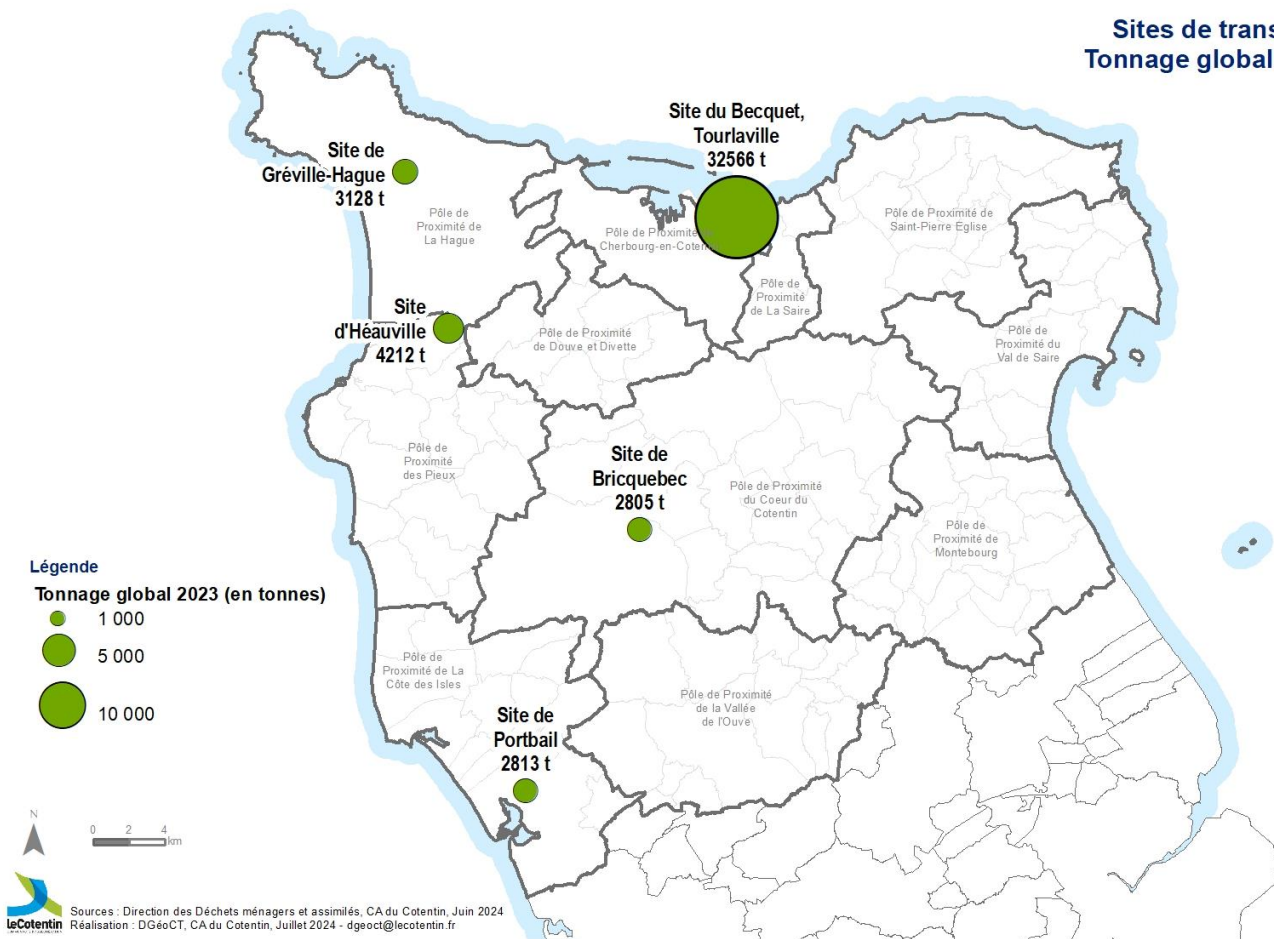 Sites de trans
Tonnage global
Site du Becquet,
Tourlaville
32566 t
Site de
Gréville-Hague
3128 t
Pôle de
Proximité de
La Hague
Pôle de Proximité
Cherbourg-en-Coten
Pôle de Proximité de
Saint-Pierre Eglise
Pôle de
Proximité
de La Saire
Site
d'Héauville
4212 t
Pôle de Proximité
de Douve et Divette
Pôle de
Proximité du
Val de Saire
Pôle de
Proximité
des Pieux
Site de
Bricquebec
2805 t
Pôle de Proximité
du Coeur du
Cotentin
Pôle de
Proximité de
Montebourg
Légende
Tonnage global 2023 (en tonnes)
1 000
5 000
10 000
Pôle de
Proximité de La
Côte des Isles
Pôle de Proximité
de la Vallée
de l'Ouve
Site de
Portbail
2813 t
N
0 2 4
km
leCotentin
Sources : Direction des Déchets ménagers et assimilés, CA du Cotentin, Juin 2024
Réalisation : DGéoCT, CA du Cotentin, Juillet 2024 - dgeoct@lecotentin.fr